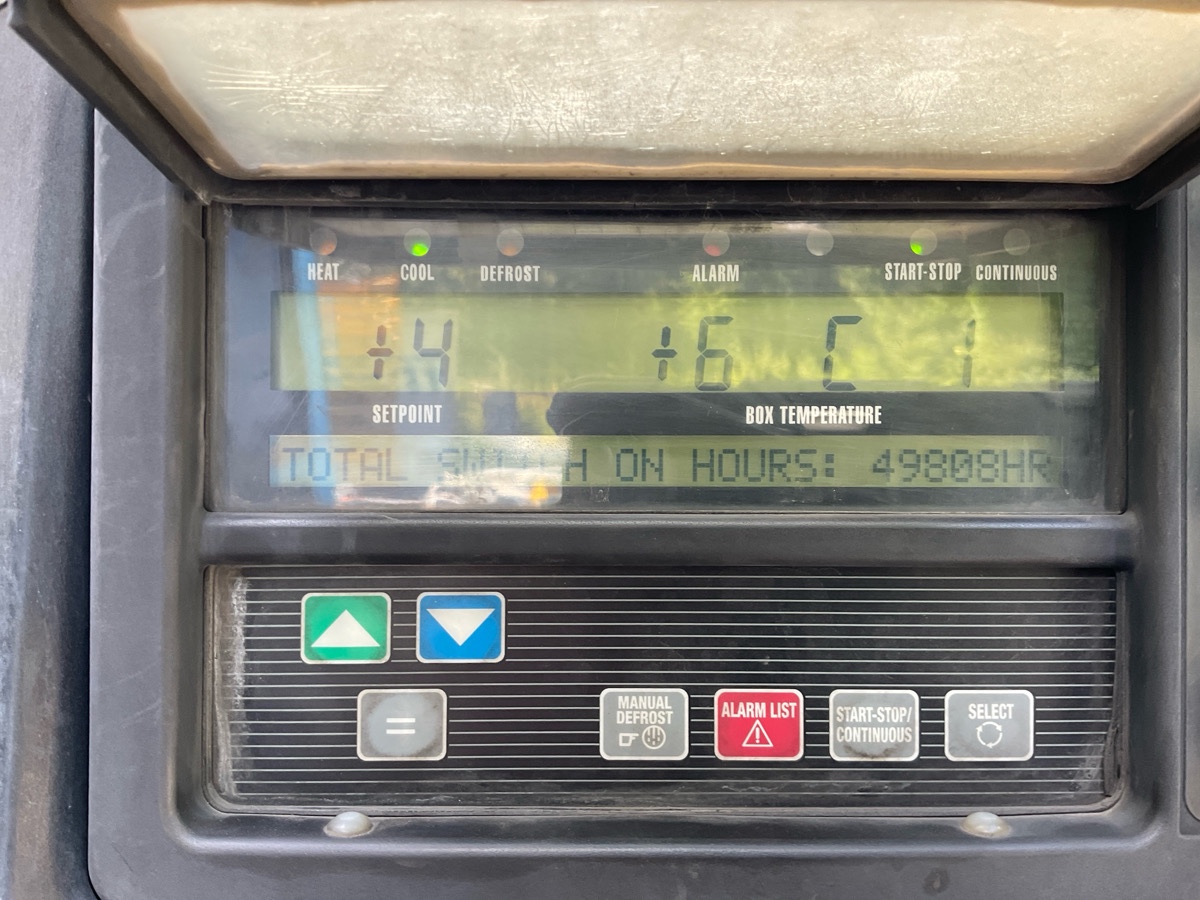 HEAT COOL DEFROST ALARM START-STOP CONTINUOUS
+4 +6 C 1
SETPOINT BOX TEMPERATURE
TOTAL SWITCH ON HOURS: 49808HR
=
MANUAL DEFROST
ALARM LIST
START-STOP/
CONTINUOUS
SELECT